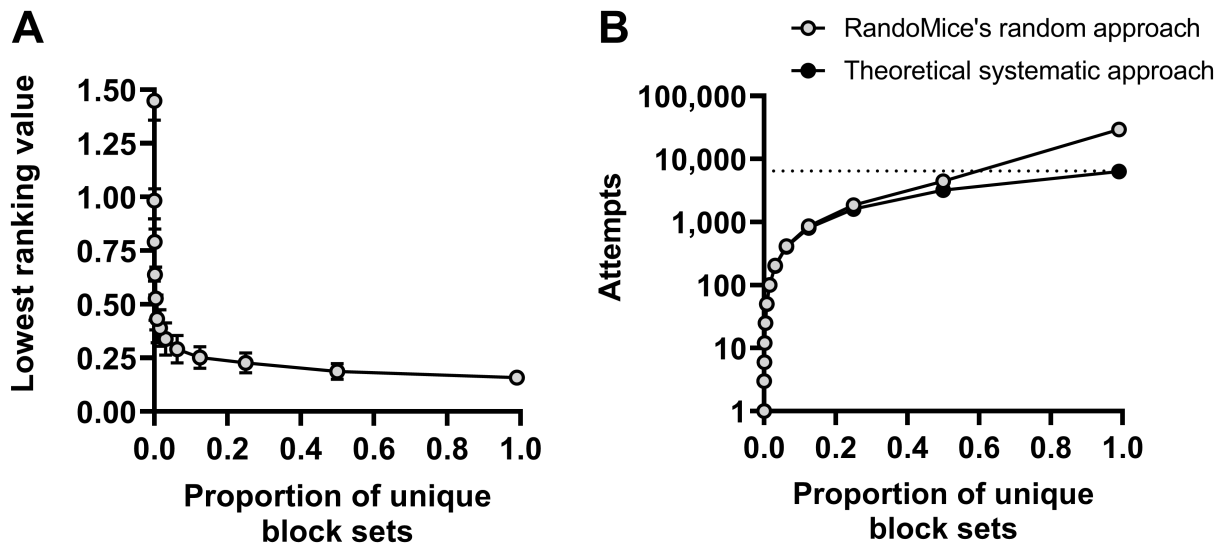 A
Lowest ranking value
1.50
1.25
1.00
0.75
0.50
0.25
0.00
0.0 0.2 0.4 0.6 0.8 1.0
Proportion of unique
block sets
B
RandoMice's random approach
Theoretical systematic approach
Attempts
100,000
10,000
1,000
100
10
1
0.0 0.2 0.4 0.6 0.8 1.0
Proportion of unique
block sets